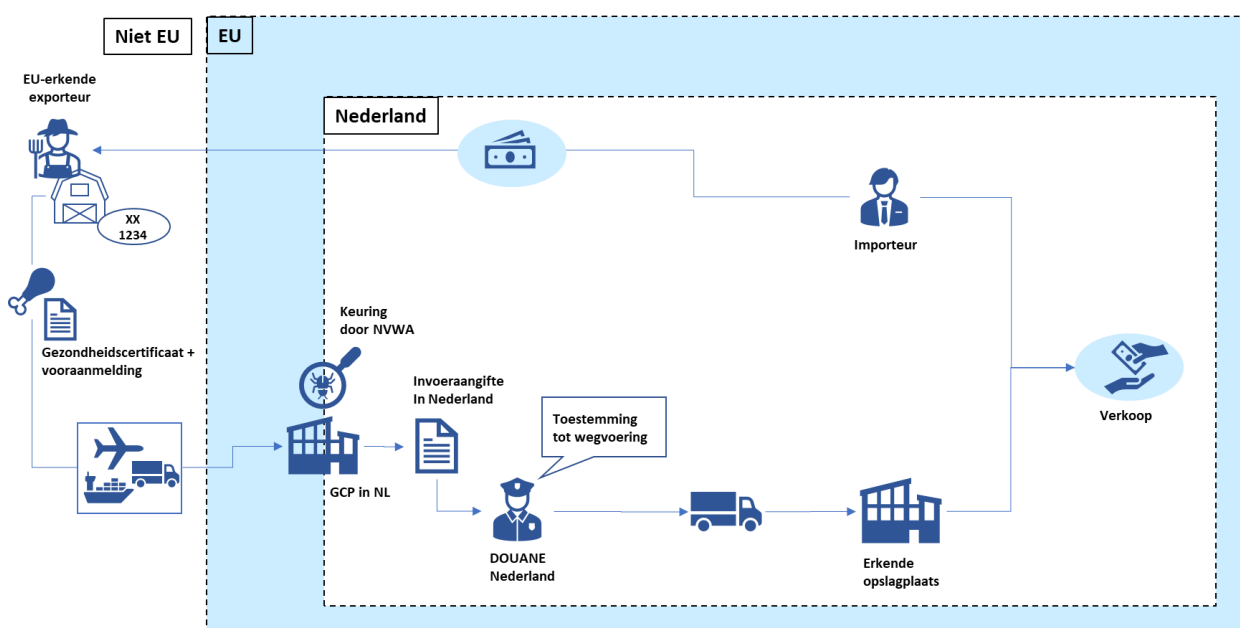 Niet EU
EU
EU-erkende
exporteur
Nederland
XX
1234
Importeur
Keuring
door NVWA
Gezondheidscertificaat +
vooraanmelding
Invoeraangifte
In Nederland
Toestemming
tot wegvoering
Verkoop
GCP in NL
DOUANE
Nederland
Erkende
opslagplaats